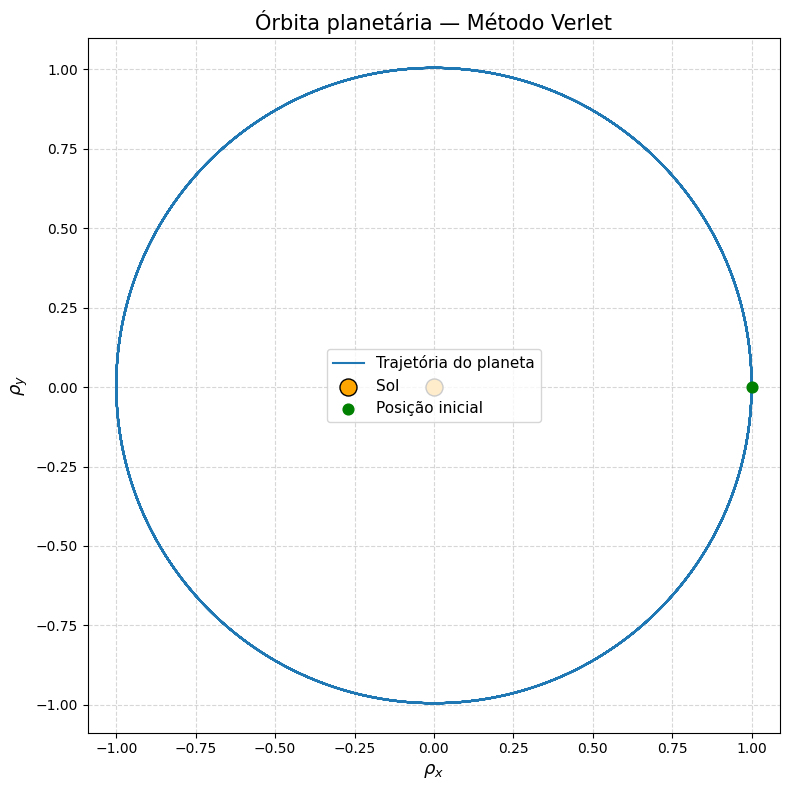 Órbita planetária — Método Verlet
1.00
0.75
0.50
0.25
0.00
−0.25
−0.50
−0.75
−1.00
ρy
Trajetória do planeta
Sol
Posição inicial
−1.00 −0.75 −0.50 −0.25 0.00 0.25 0.50 0.75 1.00
ρx